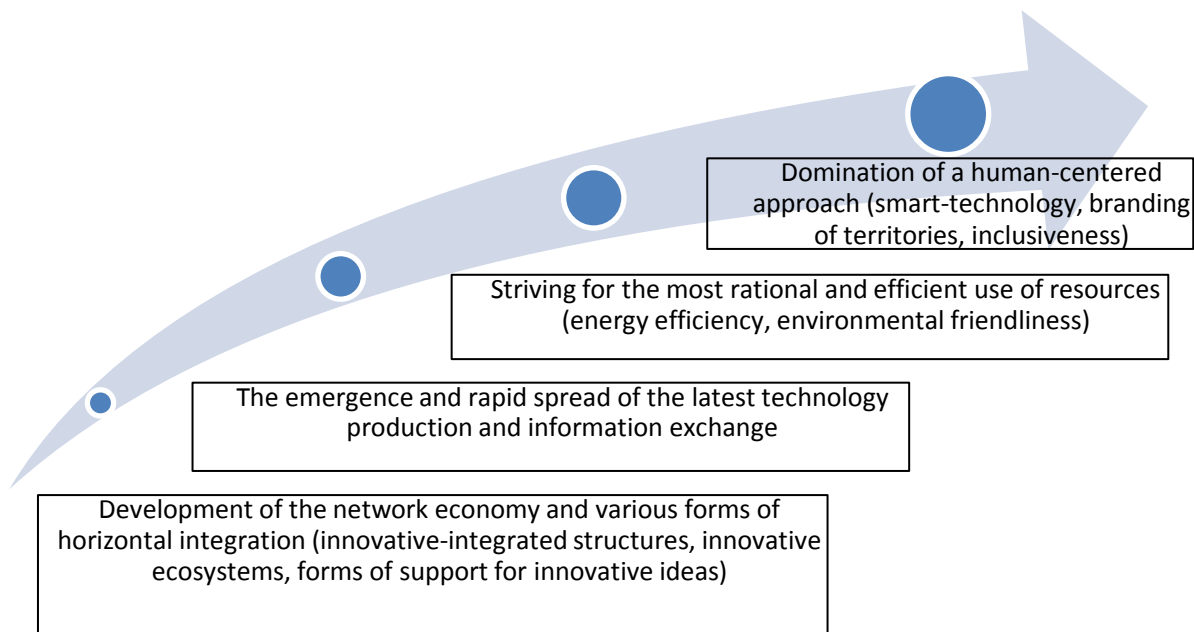 Domination of a human-centered
approach (smart-technology, branding
of territories, inclusiveness)
Striving for the most rational and efficient use of resources
(energy efficiency, environmental friendliness)
The emergence and rapid spread of the latest technology
production and information exchange
Development of the network economy and various forms of
horizontal integration (innovative-integrated structures, innovative
ecosystems, forms of support for innovative ideas)